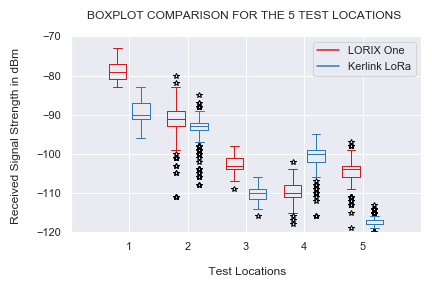 BOXPLOT COMPARISON FOR THE 5 TEST LOCATIONS
Received Signal Strength in dBm
−70
−80
−90
−100
−110
−120
LORIX One
Kerlink LoRa
1 2 3 4 5
Test Locations